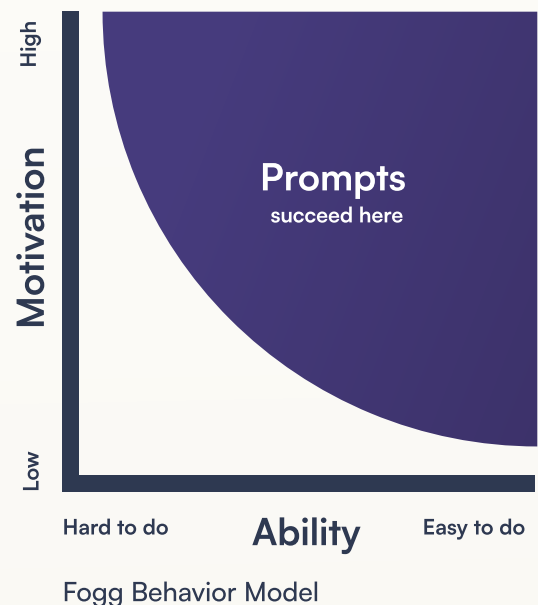 High
Motivation
Low
Prompts
succeed here
Hard to do
Ability
Easy to do
Fogg Behavior Model